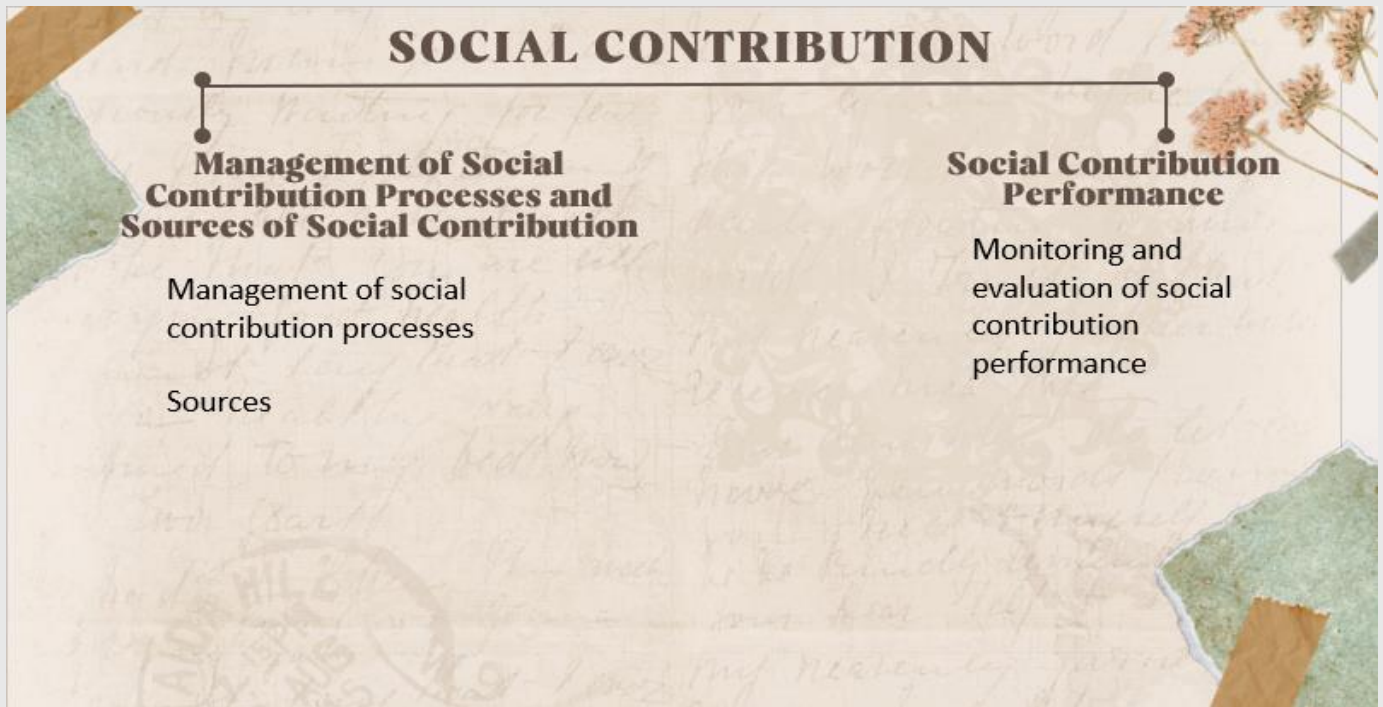 SOCIAL CONTRIBUTION
Management of Social
Contribution Processes and
Sources of Social Contribution
Management of social
contribution processes
Sources
Social Contribution
Performance
Monitoring and
evaluation of social
contribution
performance